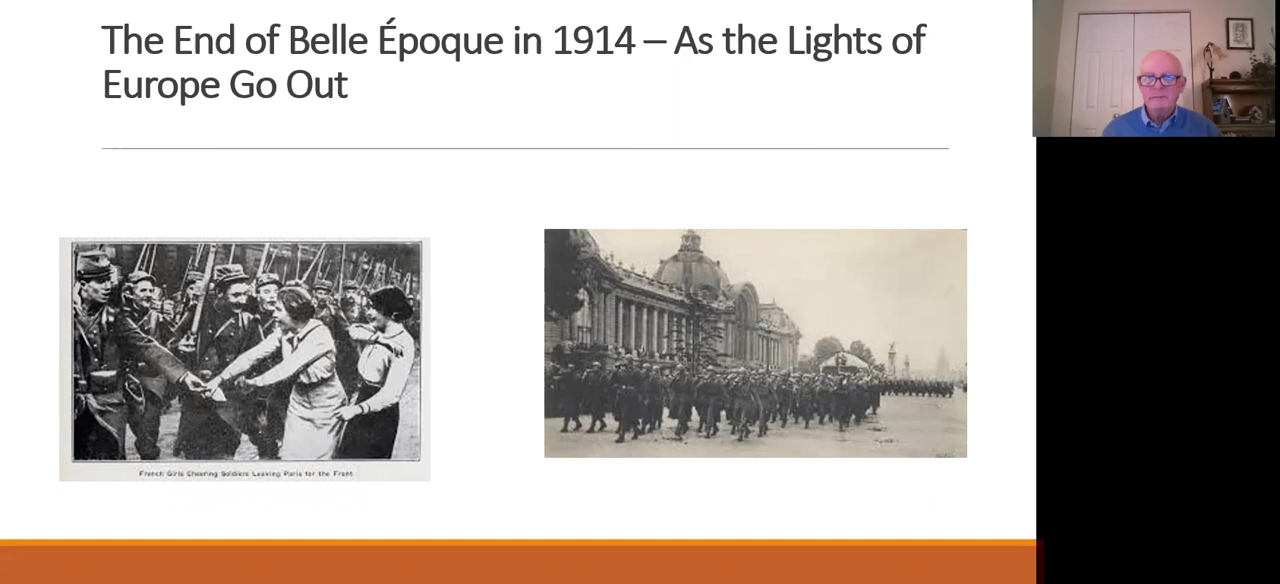 The End of Belle Époque in 1914 – As the Lights of
Europe Go Out
French Girls Cheering Soldiers Leaving Paris for the Front